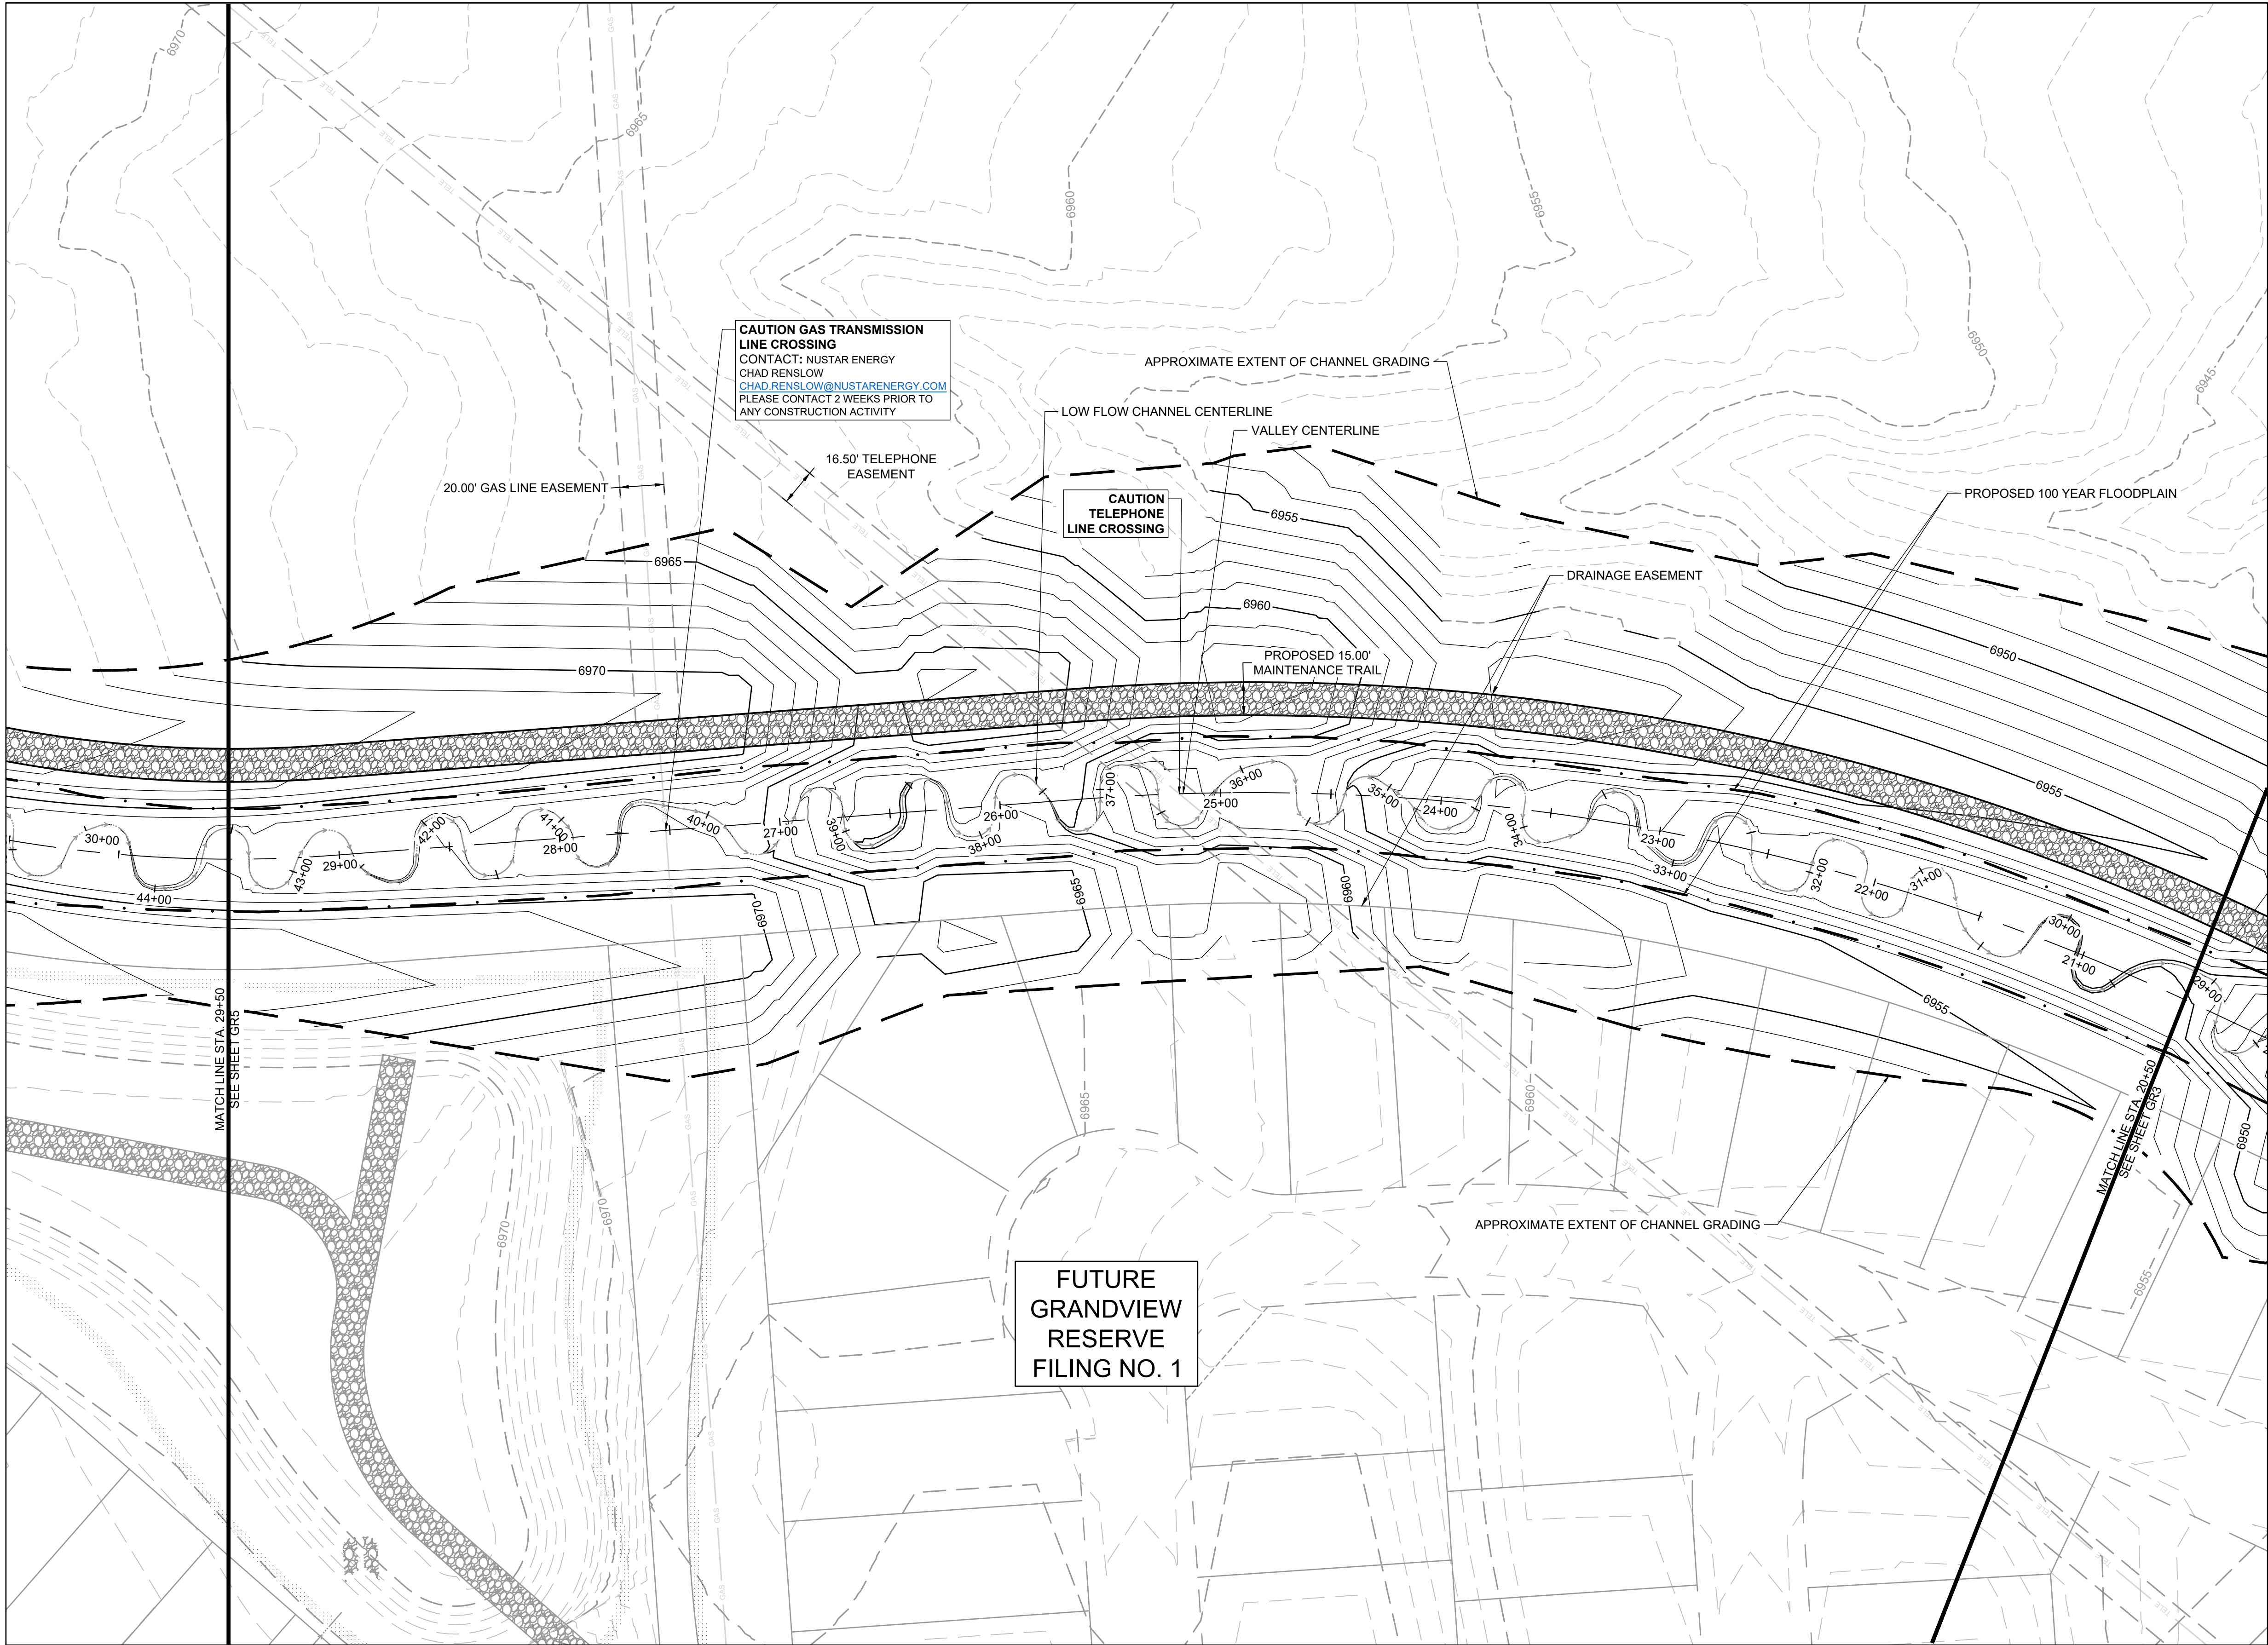 6970
6965
6960
6955
6950
6945
TELE
GAS
CAUTION GAS TRANSMISSION
LINE CROSSING
CONTACT: NUSTAR ENERGY
CHAD RENSLOW
CHAD.RENSLOW@NUSTARENERGY.COM
PLEASE CONTACT 2 WEEKS PRIOR TO
ANY CONSTRUCTION ACTIVITY
APPROXIMATE EXTENT OF CHANNEL GRADING
LOW FLOW CHANNEL CENTERLINE
VALLEY CENTERLINE
16.50' TELEPHONE
EASEMENT
20.00' GAS LINE EASEMENT
CAUTION
TELEPHONE
LINE CROSSING
PROPOSED 100 YEAR FLOODPLAIN
6955
6965
DRAINAGE EASEMENT
6960
PROPOSED 15.00'
MAINTENANCE TRAIL
6950
6970
6955
30+00
44+00
43+00
29+00
42+00
41+00
28+00
40+00
27+00
39+00
38+00
26+00
37+00
25+00
36+00
35+00
24+00
34+00
23+00
33+00
32+00
22+00
31+00
30+00
21+00
29+00
6970
6965
6960
6955
6950
MATCH LINE STA. 29+50
SEE SHEET GR5
MATCH LINE STA. 20+50
SEE SHEET GR3
6965
6960
6970
6970
6955
APPROXIMATE EXTENT OF CHANNEL GRADING
FUTURE
GRANDVIEW
RESERVE
FILING NO. 1